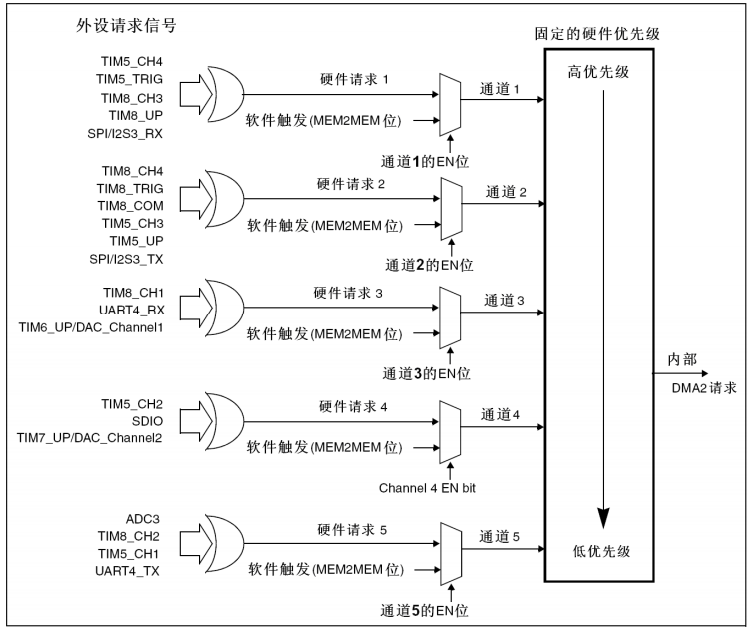 外设请求信号
固定的硬件优先级
TIM5_CH4
TIM5_TRIG
TIM8_CH3
TIM8_UP
SPI/I2S3_RX
硬件请求 1
软件触发(MEM2MEM 位)
通道1的EN位
通道 1
高优先级
TIM8_CH4
TIM8_TRIG
TIM8_COM
TIM5_CH3
TIM5_UP
SPI/I2S3_TX
硬件请求 2
软件触发(MEM2MEM 位)
通道2的EN位
通道 2
TIM8_CH1
UART4_RX
TIM6_UP/DAC_Channel1
硬件请求 3
软件触发(MEM2MEM 位)
通道3的EN位
通道 3
内部
DMA2 请求
TIM5_CH2
SDIO
TIM7_UP/DAC_Channel2
硬件请求 4
软件触发(MEM2MEM 位)
Channel 4 EN bit
通道4
ADC3
TIM8_CH2
TIM5_CH1
UART4_TX
硬件请求 5
软件触发(MEM2MEM 位)
通道5的EN位
通道5
低优先级